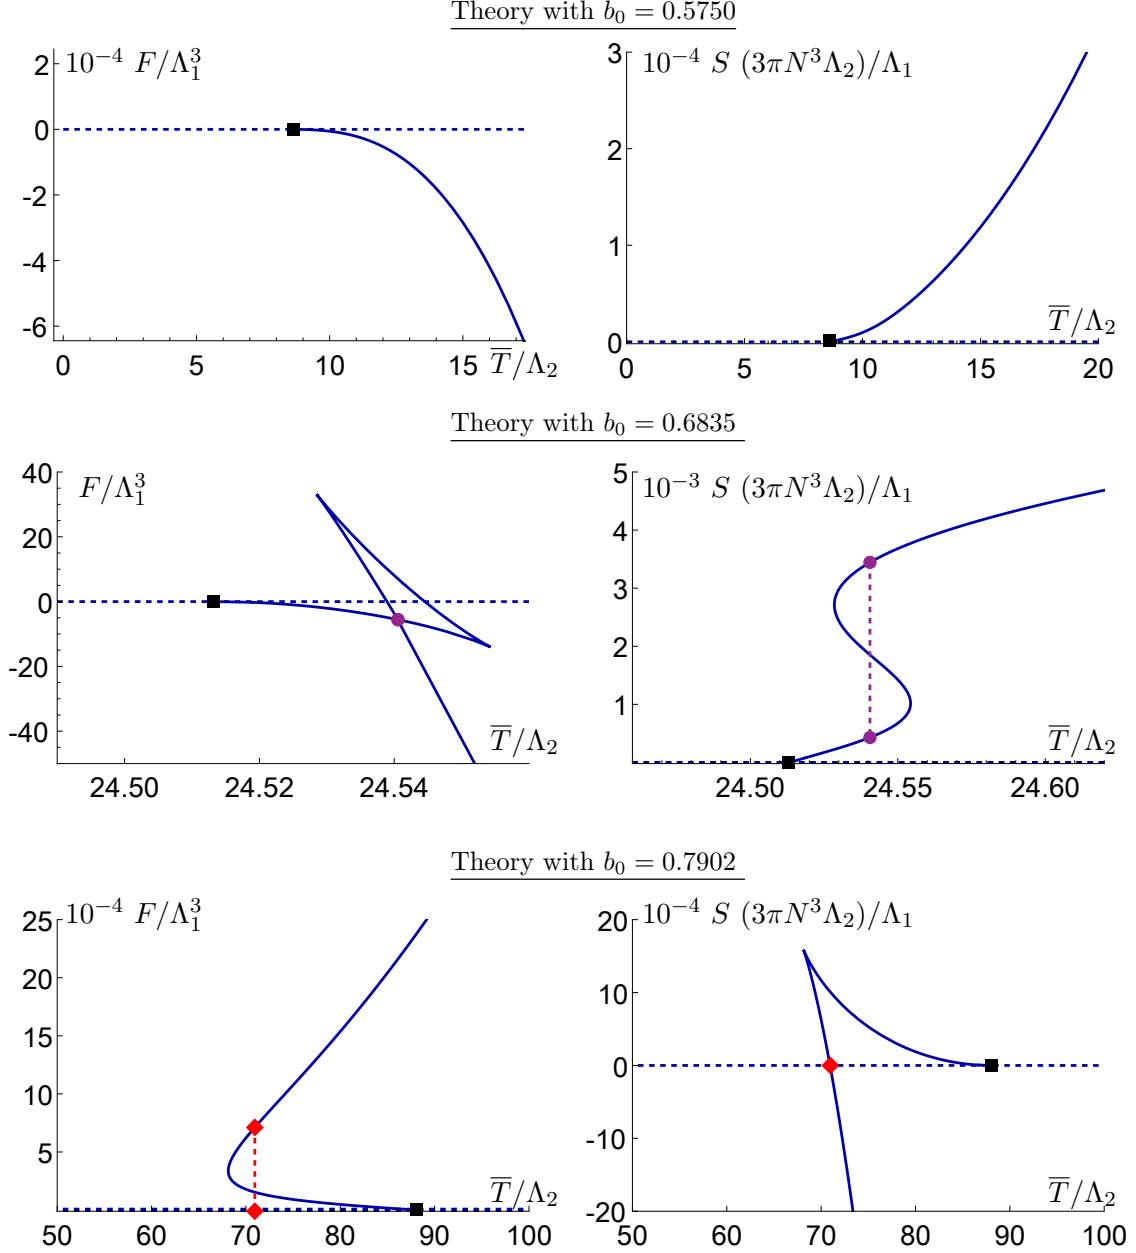 Theory with b₀ = 0.5750
10⁻⁴ F/Λ₁³
2
0
-2
-4
-6
0 5 10 15 T̅/Λ₂
10⁻⁴ S (3πN³Λ₂)/Λ₁
3
2
1
0
T̅/Λ₂
0 5 10 15 20
Theory with b₀ = 0.6835
F/Λ₁³
40
20
0
-20
-40
T̅/Λ₂
24.50 24.52 24.54
10⁻³ S (3πN³Λ₂)/Λ₁
5
4
3
2
1
T̅/Λ₂
24.50 24.55 24.60
Theory with b₀ = 0.7902
10⁻⁴ F/Λ₁³
25
20
15
10
5
T̅/Λ₂
50 60 70 80 90 100
10⁻⁴ S (3πN³Λ₂)/Λ₁
20
10
0
-10
-20
T̅/Λ₂
50 60 70 80 90 100